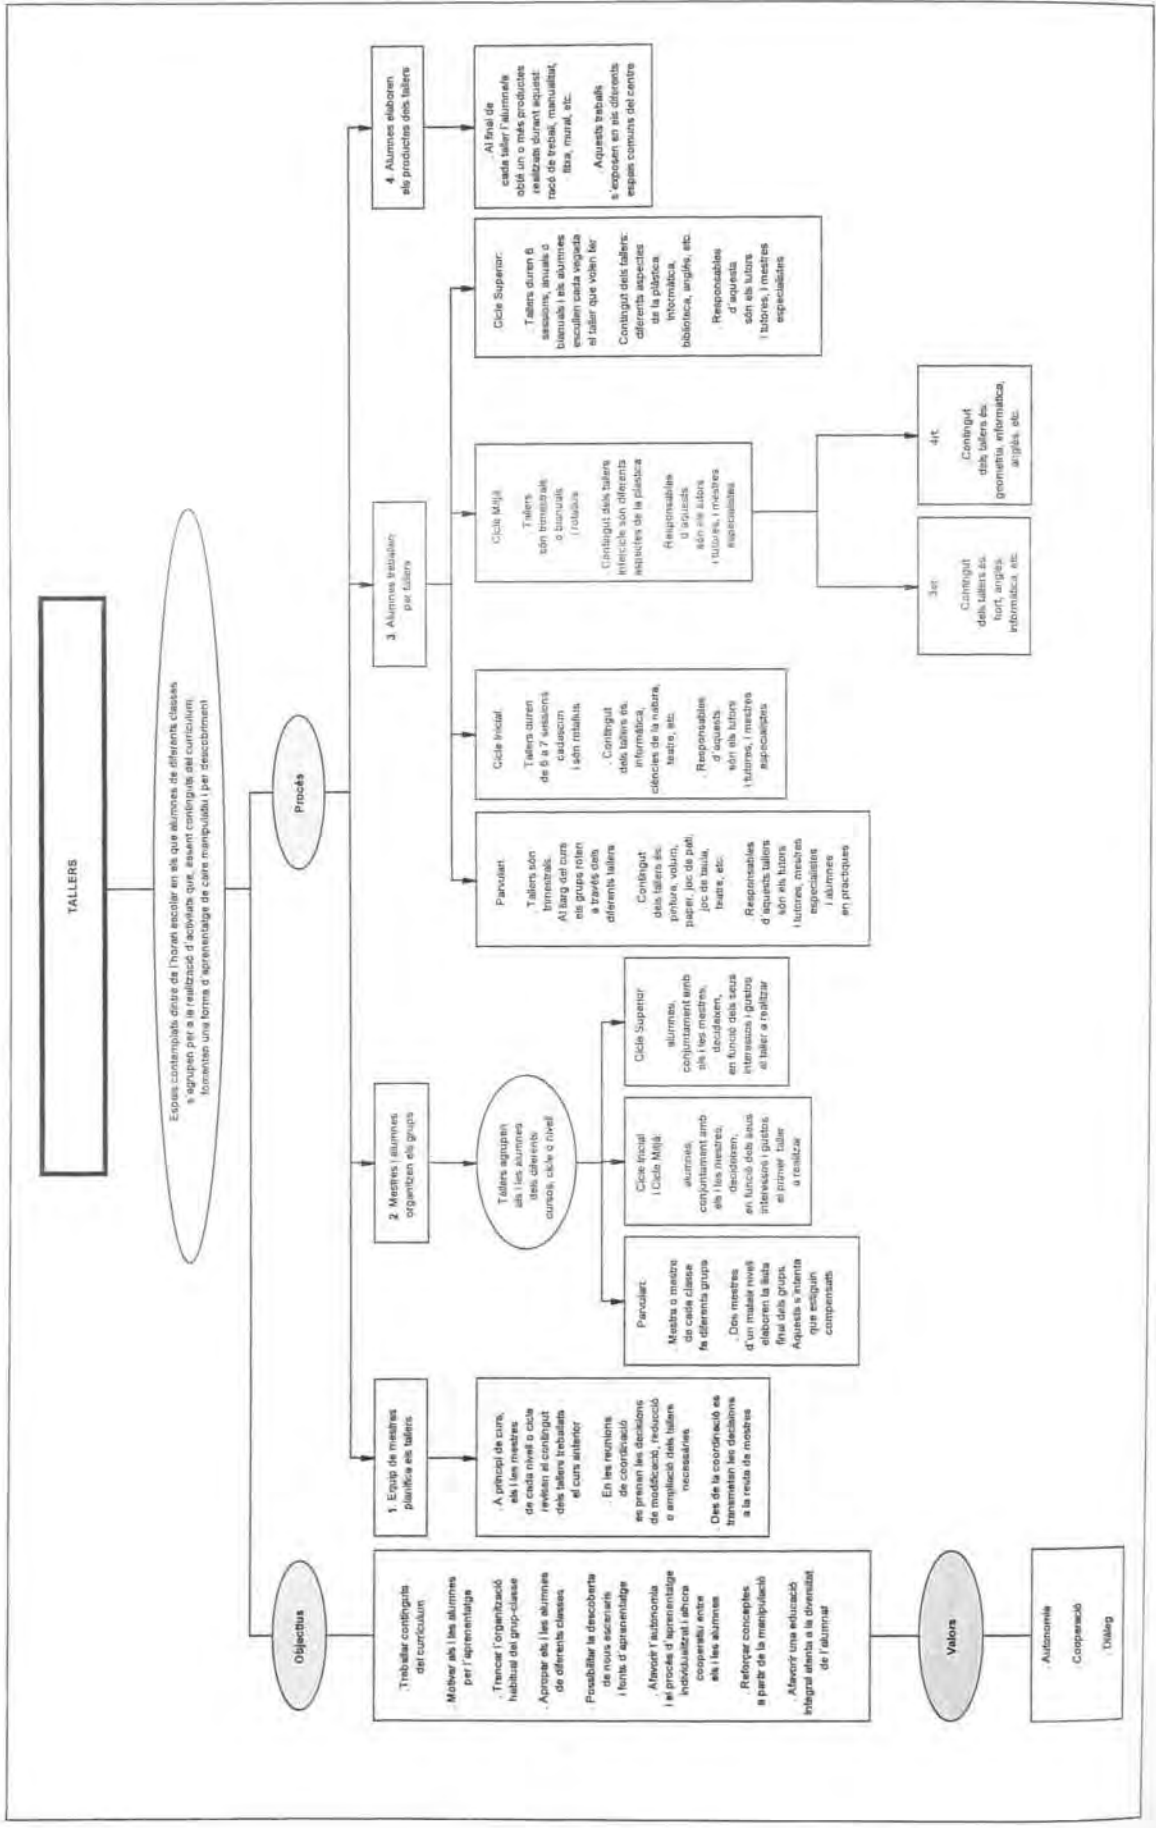 TALLERS
Espais contemplats dintre de l'horari escolar en els que alumnes de diferents classes
s'agrupen per a la realització d'activitats que, essent continguts del currículum,
fomenten una forma d'aprenentatge de caire manipulatiu i per descobriment
Objectius
. Treballar continguts
del currículum
. Motivar als i les alumnes
per l'aprenentatge
. Trencar l'organització
habitual del grup-classe
. Apropar els i les alumnes
de diferents classes
. Possibilitar la descoberta
de nous escenaris
i fonts d'aprenentatge
. Afavorir l'autonomia
i el procés d'aprenentatge
individualitzat i alhora
cooperatiu entre
els i les alumnes
. Reforçar conceptes
a partir de la manipulació
. Afavorir una educació
integral atenta a la diversitat
de l'alumnat
Valors
. Autonomia
Cooperació
. Diàleg
Procés
1. Equip de mestres
planifica els tallers
. A principi de curs,
els i les mestres
de cada nivell o cicle
revisen el contingut
dels tallers treballats
el curs anterior
. En les reunions
de coordinació
es prenen les decisions
de modificació, reducció
o ampliació dels tallers
necessàries
. Des de la coordinació es
transmeten les decisions
a la resta de mestres
2. Mestres i alumnes
organitzen els grups
Tallers agrupen
als i les alumnes
dels diferents
cursos, cicle o nivell
Parvulari:
. Mestra o mestre
de cada classe
fa diferents grups
. Dos mestres
d'un mateix nivell
elaboren la llista
final dels grups.
Aquests s'intenta
que estiguin
compensats
Cicle Inicial
i Cicle Mitjà:
alumnes,
conjuntament amb
els i les mestres,
decideixen,
en funció dels seus
interessos i gustos
el primer taller
a realitzar
Cicle Superior
alumnes,
conjuntament amb
els i les mestres,
decideixen,
en funció dels seus
interessos i gustos
el taller a realitzar
3. Alumnes treballen
per tallers
Parvulari:
. Tallers són
trimestrals.
Al llarg del curs
els grups roten
a través dels
diferents tallers
Contingut
dels tallers és:
pintura, volum,
paper, joc de pati,
joc de taula,
teatre, etc.
. Responsables
d'aquests tallers
són els tutors
i tutores, mestres
especialistes
i alumnes
en pràctiques
Cicle Inicial:
. Tallers duren
de 6 a 7 sessions
cadascun
i són rotatius
. Contingut
dels tallers és:
informàtica,
ciències de la natura,
teatre, etc.
. Responsables
d'aquests
són els tutors
i tutores, i mestres
especialistes
Cicle Mitjà:
Tallers
són trimestrals
o bianuals
i rotatius
. Contingut dels tallers
intercicle són diferents
aspectes de la plàstica
Responsables
d'aquests
són els tutors
i tutores, i mestres
especialistes
3er.
Contingut
dels tallers és:
hort, anglès,
informàtica, etc.
4rt.
Contingut
dels tallers és:
geometria, informàtica,
anglès, etc.
Cicle Superior:
. Tallers duren 6
sessions, anuals o
bianuals i els alumnes
escullen cada vegada
el taller que volen fer
Contingut dels tallers:
diferents aspectes
de la plàstica,
informàtica,
biblioteca, anglès, etc.
. Responsables
d'aquests
són els tutors
i tutores, i mestres
especialistes
4. Alumnes elaboren
els productes dels tallers
. Al final de
cada taller l'alumne/a
obté un o més productes
realitzats durant aquest:
racó de treball, manualitat,
fitxa, mural, etc.
. Aquests treballs
s'exposen en els diferents
espais comuns del centre